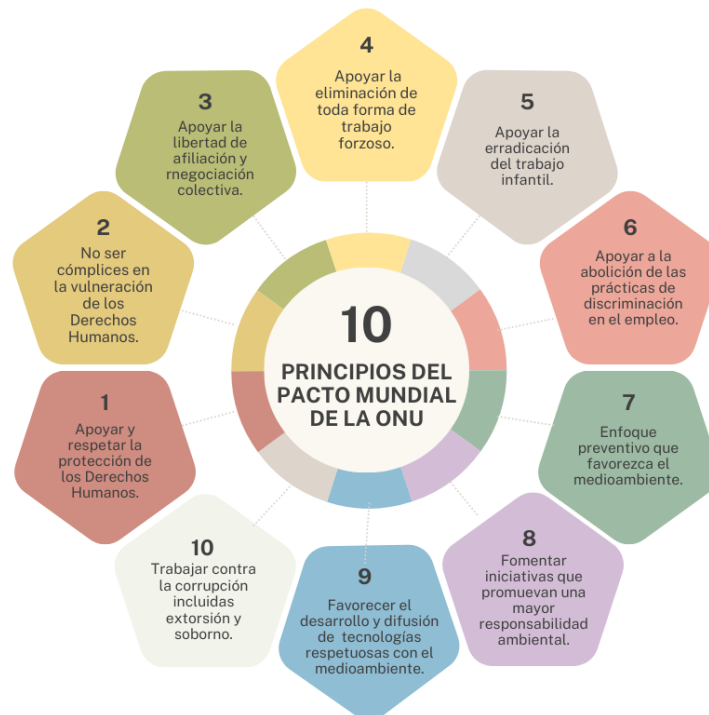 10
PRINCIPIOS DEL
PACTO MUNDIAL
DE LA ONU
1
Apoyar y
respetar la
protección de
los Derechos
Humanos.
2
No ser
cómplices en
la vulneración
de los
Derechos
Humanos.
3
Apoyar la
libertad de
afiliación y
rnegociación
colectiva.
4
Apoyar la
eliminación de
toda forma de
trabajo
forzoso.
5
Apoyar la
erradicación
del trabajo
infantil.
6
Apoyar a la
abolición de las
prácticas de
discriminación
en el empleo.
7
Enfoque
preventivo que
favorezca el
medioambiente.
8
Fomentar
iniciativas que
promuevan una
mayor
responsabilidad
ambiental.
9
Favorecer el
desarrollo y difusión
de tecnologías
respetuosas con el
medioambiente.
10
Trabajar contra
la corrupción
incluidas
extorsión y
soborno.